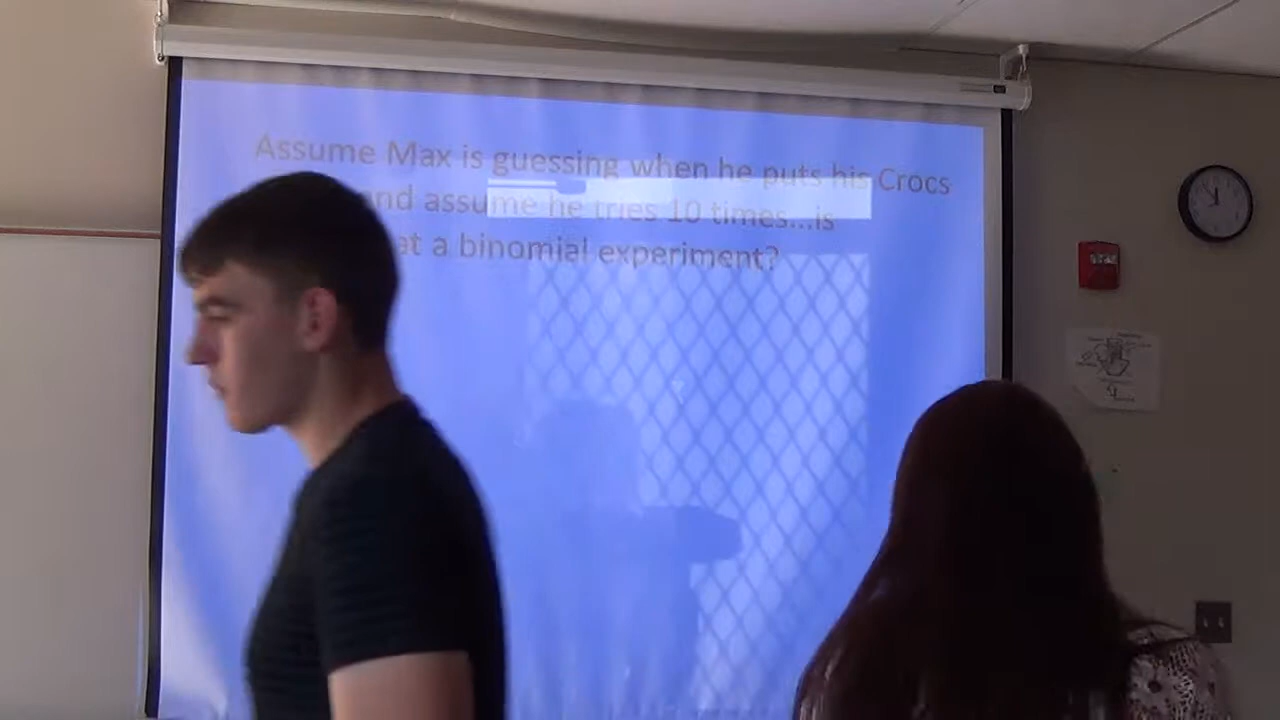 Assume Max is guessing when he puts his Crocs
and assume he tries 10 times...is
at a binomial experiment?